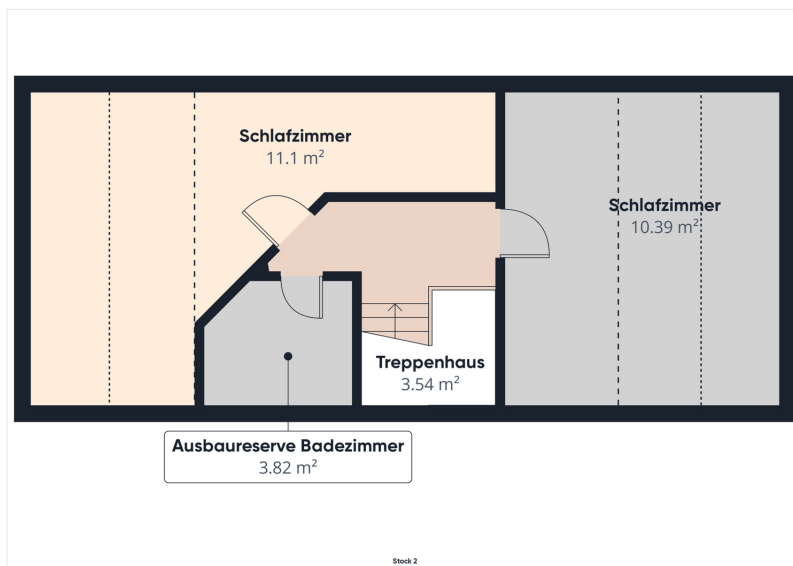 Schlafzimmer
11.1 m²
Schlafzimmer
10.39 m²
Treppenhaus
3.54 m²
Ausbaureserve Badezimmer
3.82 m²
Stock 2